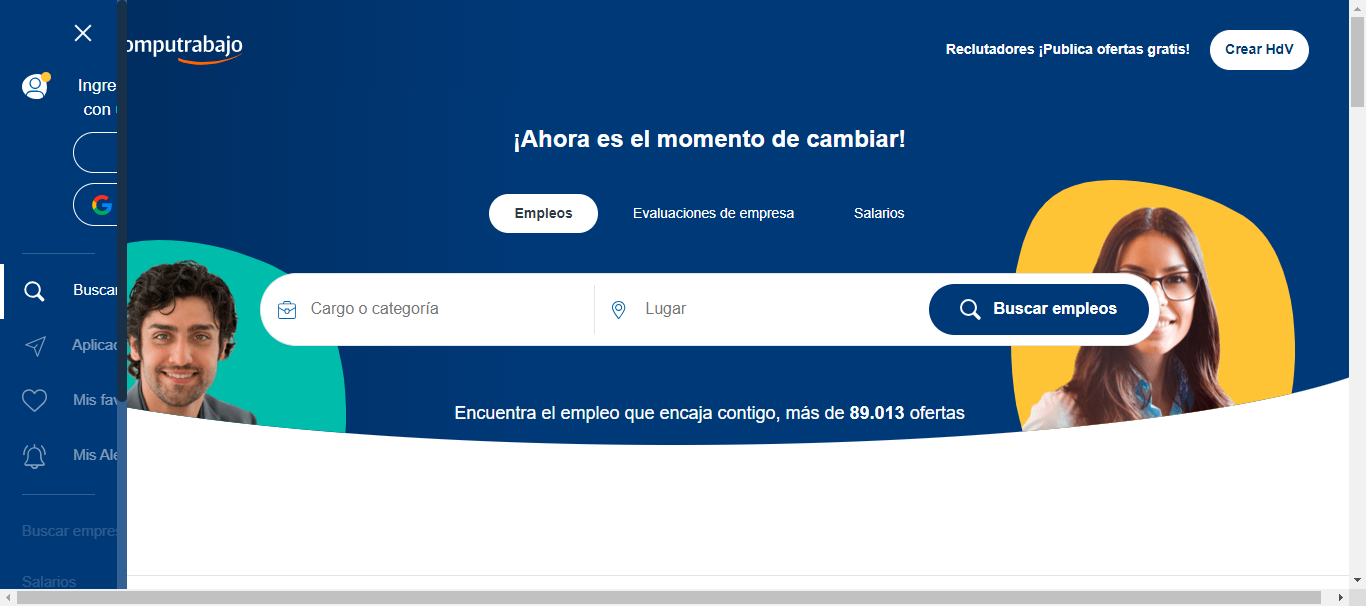 omputrabajo
Reclutadores ¡Publica ofertas gratis!
Crear HdV
Ingre
con
¡Ahora es el momento de cambiar!
Empleos
Evaluaciones de empresa
Salarios
Buscar
Cargo o categoría
Lugar
Buscar empleos
Aplicac
Mis fav
Encuentra el empleo que encaja contigo, más de 89.013 ofertas
Mis Ale
Buscar empres
Salarios